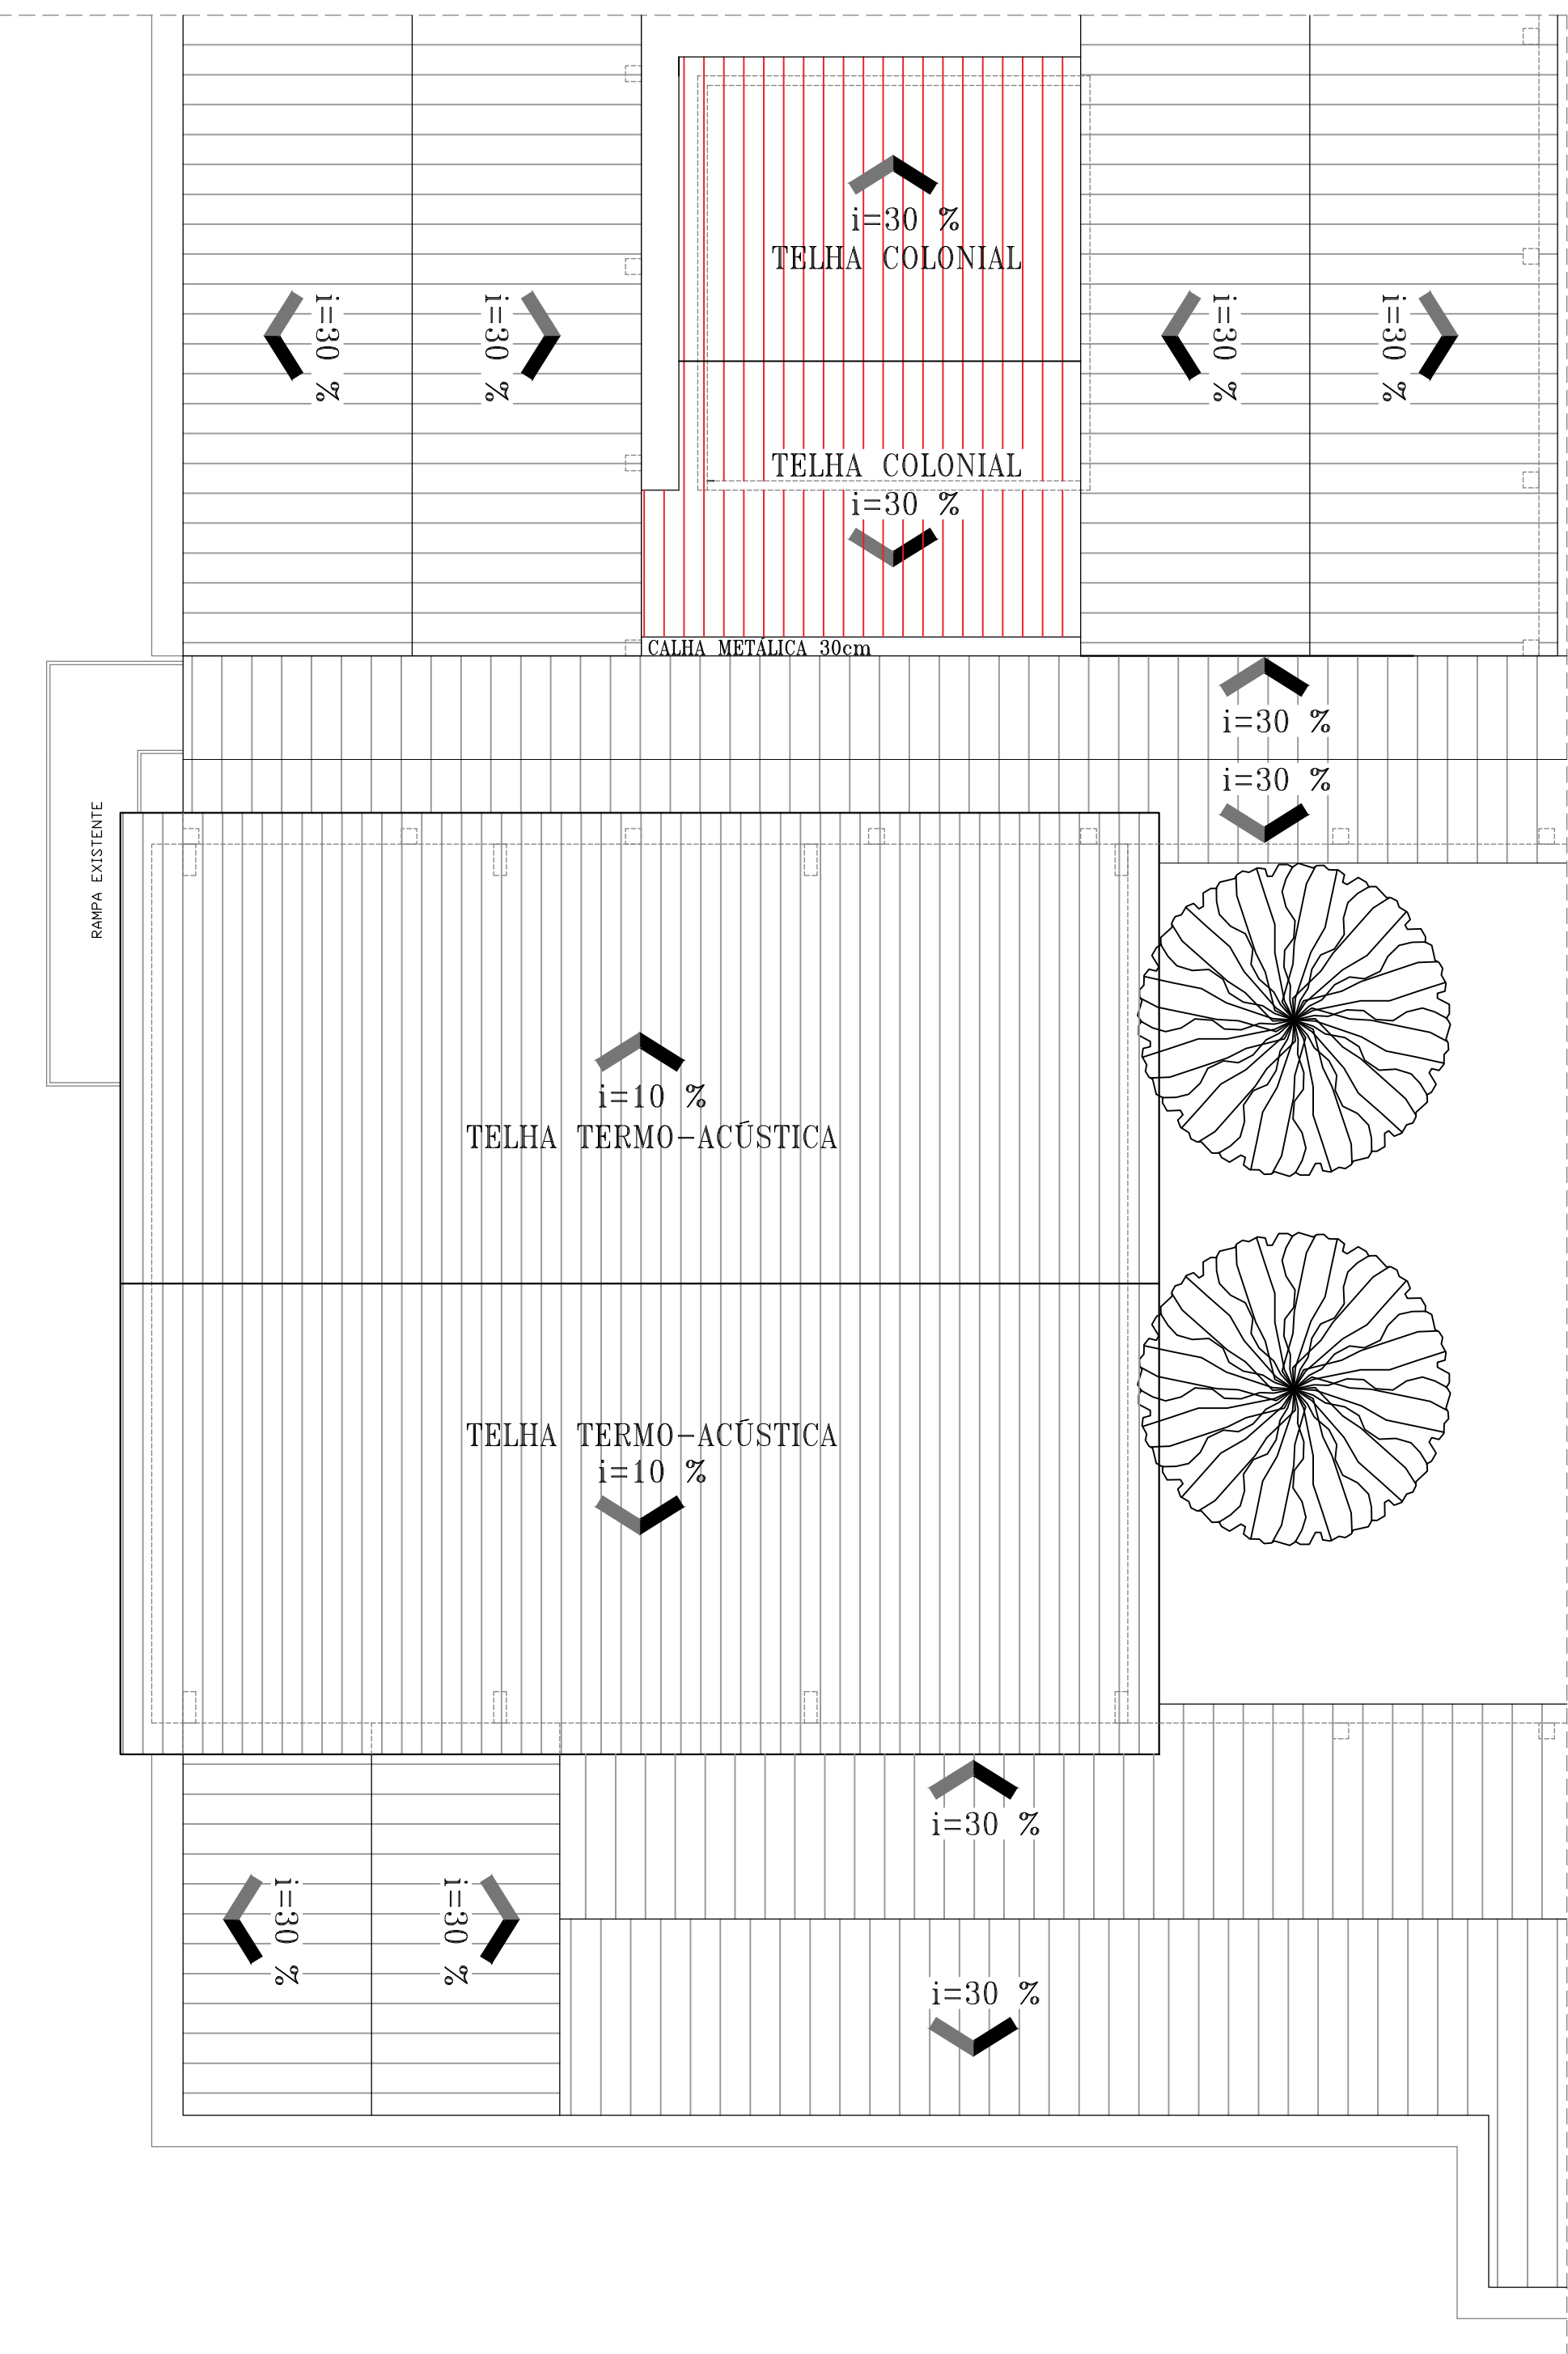 i=30 %
TELHA COLONIAL
i=30 %
i=30 %
i=30 %
i=30 %
TELHA COLONIAL
i=30 %
CALHA METÁLICA 30cm
i=30 %
i=30 %
RAMPA EXISTENTE
i=10 %
TELHA TERMO-ACÚSTICA
TELHA TERMO-ACÚSTICA
i=10 %
i=30 %
i=30 %
i=30 %
i=30 %